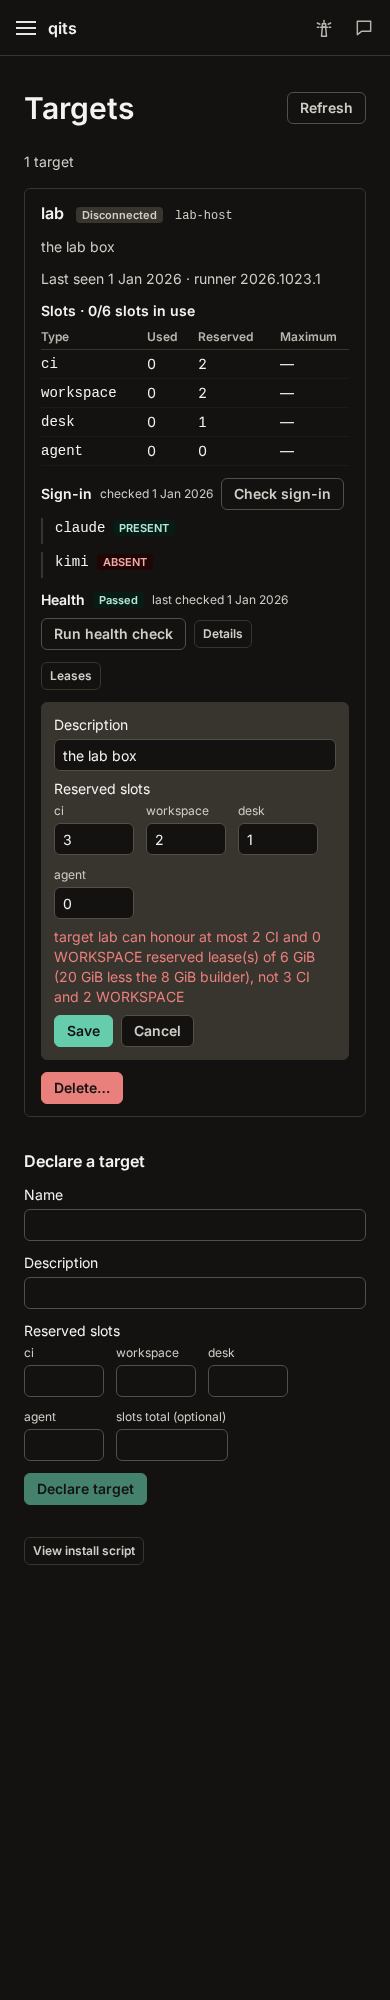 qits
Targets
Refresh
1 target
lab Disconnected lab-host
the lab box
Last seen 1 Jan 2026 · runner 2026.1023.1
Slots · 0/6 slots in use
Type Used Reserved Maximum
ci 0 2 —
workspace 0 2 —
desk 0 1 —
agent 0 0 —
Sign-in checked 1 Jan 2026 Check sign-in
claude PRESENT
kimi ABSENT
Health Passed last checked 1 Jan 2026
Run health check Details
Leases
Description
the lab box
Reserved slots
ci workspace desk
3 2 1
agent
0
target lab can honour at most 2 CI and 0
WORKSPACE reserved lease(s) of 6 GiB
(20 GiB less the 8 GiB builder), not 3 CI
and 2 WORKSPACE
Save Cancel
Delete...
Declare a target
Name
Description
Reserved slots
ci workspace desk
agent slots total (optional)
Declare target
View install script